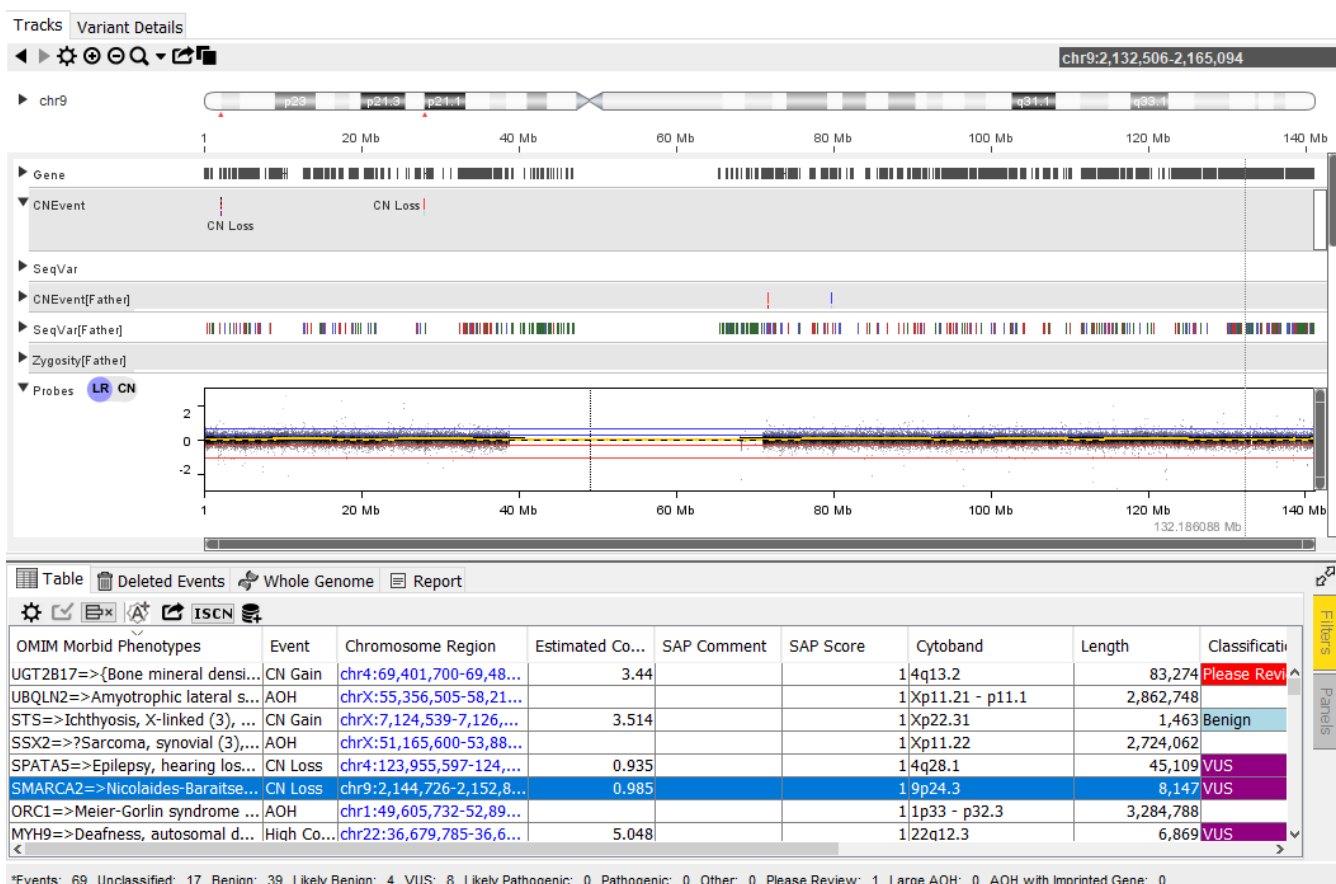 Tracks Variant Details
chr9:2,132,506-2,165,094
chr9 p23 p21.3 p21.1 q31.1 q33.1
1 20 Mb 40 Mb 60 Mb 80 Mb 100 Mb 120 Mb 140 Mb
Gene
CNEvent CN Loss
CN Loss
SeqVar
CNEvent[Father]
SeqVar[Father]
Zygosity[Father]
Probes LR CN
2
0
-2
1 20 Mb 40 Mb 60 Mb 80 Mb 100 Mb 120 Mb 140 Mb
132.186088 Mb
Table Deleted Events Whole Genome Report
ISCN
Filters
Panels
OMIM Morbid Phenotypes Event Chromosome Region Estimated Co... SAP Comment SAP Score Cytoband Length Classificati
UGT2B17=>{Bone mineral densi... CN Gain chr4:69,401,700-69,48... 3.44 1 4q13.2 83,274 Please Revi
UBQLN2=>Amyotrophic lateral s... AOH chrX:55,356,505-58,21... 1 Xp11.21 - p11.1 2,862,748
STS=>Ichthyosis, X-linked (3), ... CN Gain chrX:7,124,539-7,126,... 3.514 1 Xp22.31 1,463 Benign
SSX2=>?Sarcoma, synovial (3),... AOH chrX:51,165,600-53,88... 1 Xp11.22 2,724,062
SPATA5=>Epilepsy, hearing los... CN Loss chr4:123,955,597-124,... 0.935 1 4q28.1 45,109 VUS
SMARCA2=>Nicolaides-Baraitse... CN Loss chr9:2,144,726-2,152,8... 0.985 1 9p24.3 8,147 VUS
ORC1=>Meier-Gorlin syndrome ... AOH chr1:49,605,732-52,89... 1 1p33 - p32.3 3,284,788
MYH9=>Deafness, autosomal d... High Co... chr22:36,679,785-36,6... 5.048 1 22q12.3 6,869 VUS
*Events: 69 Unclassified: 17 Benign: 39 Likely Benign: 4 VUS: 8 Likely Pathogenic: 0 Pathogenic: 0 Other: 0 Please Review: 1 Large AOH: 0 AOH with Imprinted Gene: 0